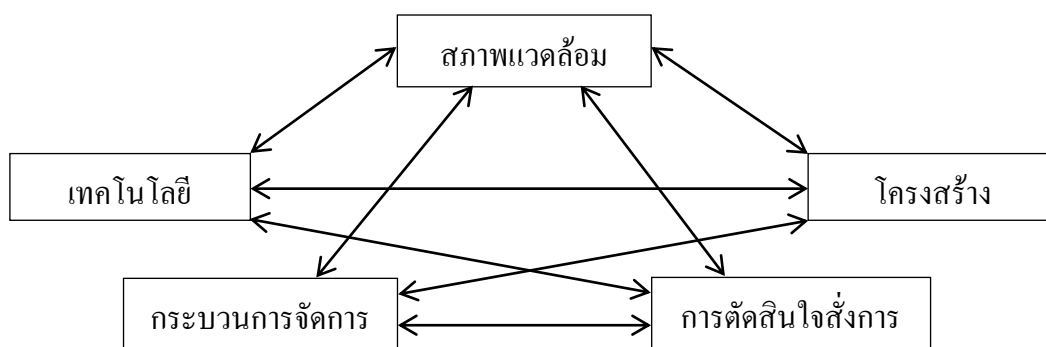 สภาพแวดล้อม
เทคโนโลยี
โครงสร้าง
กระบวนการจัดการ
การตัดสินใจสั่งการ